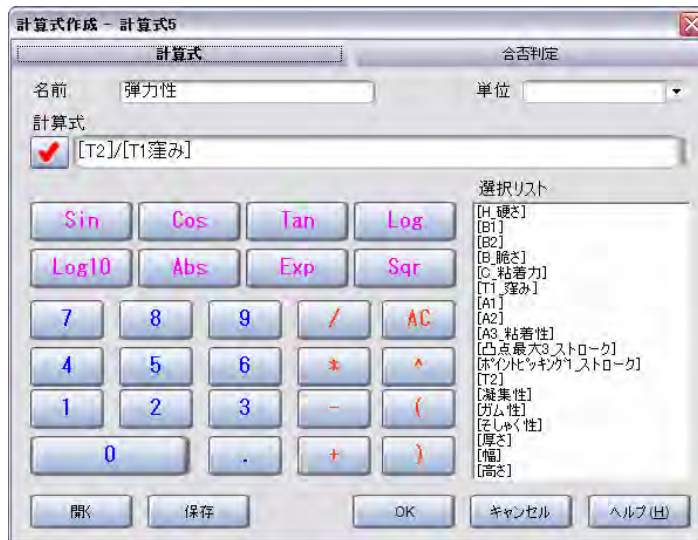 計算式作成 - 計算式5
計算式 合否判定
名前 弾力性 単位
計算式
[T2]/[T1窪み]
選択リスト
Sin Cos Tan Log
Log10 Abs Exp Sqr
7 8 9 / AC
4 5 6 * ^
1 2 3 - (
0 . + )
[H_硬さ]
[B1]
[B2]
[B_脆さ]
[C_粘着力]
[T1_窪み]
[A1]
[A2]
[A3_粘着性]
[凸点最大3_ストローク]
[ポイントピッキング1_ストローク]
[T2]
[凝集性]
[ガム性]
[そしゃく性]
[厚さ]
[幅]
[高さ]
開く 保存 OK キャンセル ヘルプ(H)